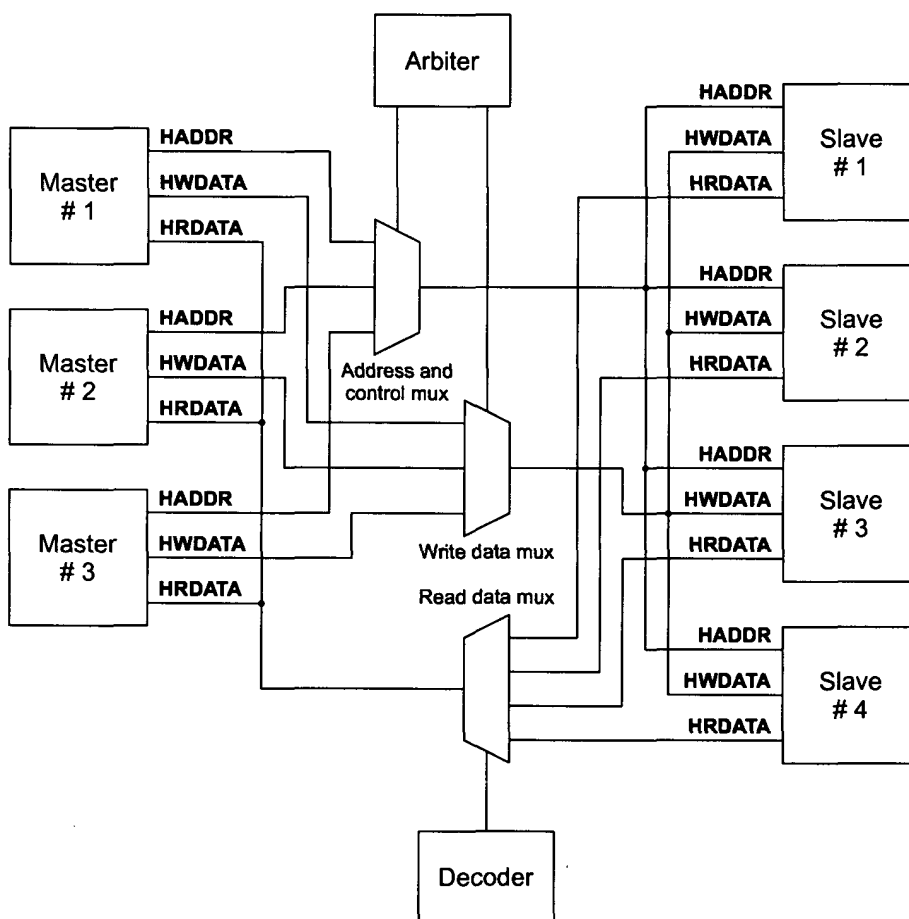 Arbiter
Master
# 1
HADDR
HWDATA
HRDATA
Master
# 2
HADDR
HWDATA
HRDATA
Master
# 3
HADDR
HWDATA
HRDATA
Address and
control mux
Write data mux
Read data mux
HADDR
HWDATA
HRDATA
Slave
# 1
HADDR
HWDATA
HRDATA
Slave
# 2
HADDR
HWDATA
HRDATA
Slave
# 3
HADDR
HWDATA
HRDATA
Slave
# 4
Decoder